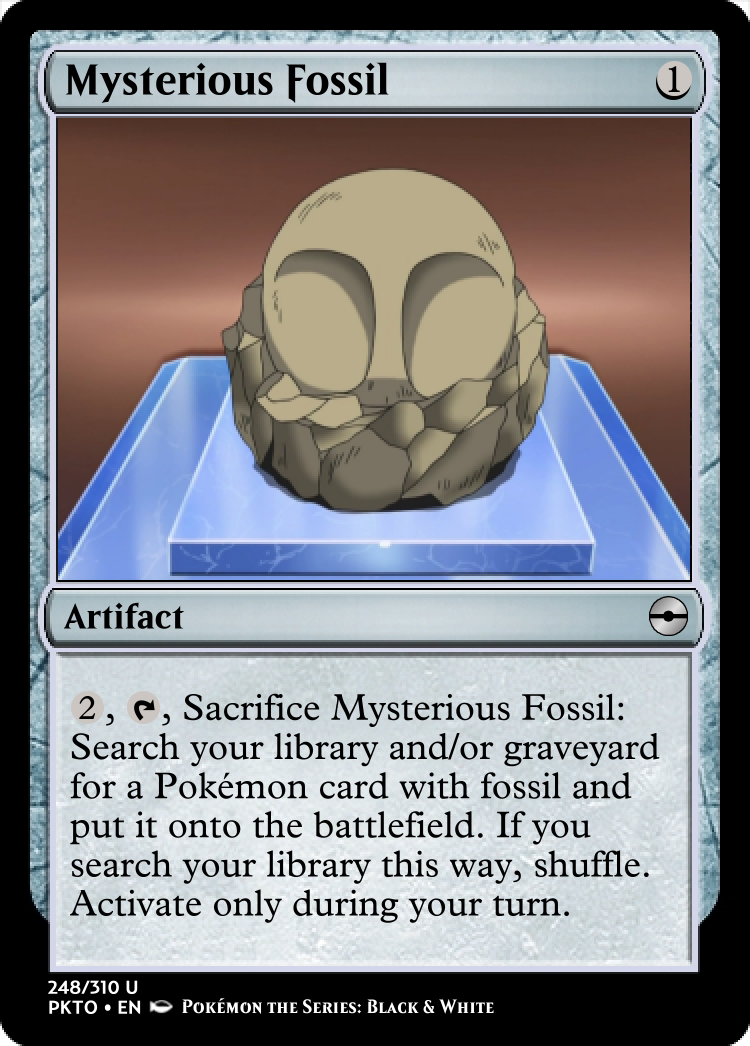 Mysterious Fossil 1
Artifact
2, , Sacrifice Mysterious Fossil:
Search your library and/or graveyard
for a Pokémon card with fossil and
put it onto the battlefield. If you
search your library this way, shuffle.
Activate only during your turn.
248/310 U
PKTO • EN Pokémon the Series: Black & White